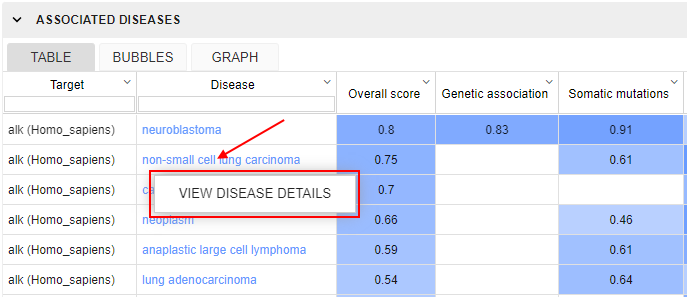 ASSOCIATED DISEASES
TABLE BUBBLES GRAPH
Target Disease Overall score Genetic association Somatic mutations
alk (Homo_sapiens) neuroblastoma 0.8 0.83 0.91
alk (Homo_sapiens) non-small cell lung carcinoma 0.75 0.61
alk (Homo_sapiens) 0.7
VIEW DISEASE DETAILS
alk (Homo_sapiens) neoplasm 0.66 0.46
alk (Homo_sapiens) anaplastic large cell lymphoma 0.59 0.61
alk (Homo_sapiens) lung adenocarcinoma 0.54 0.64